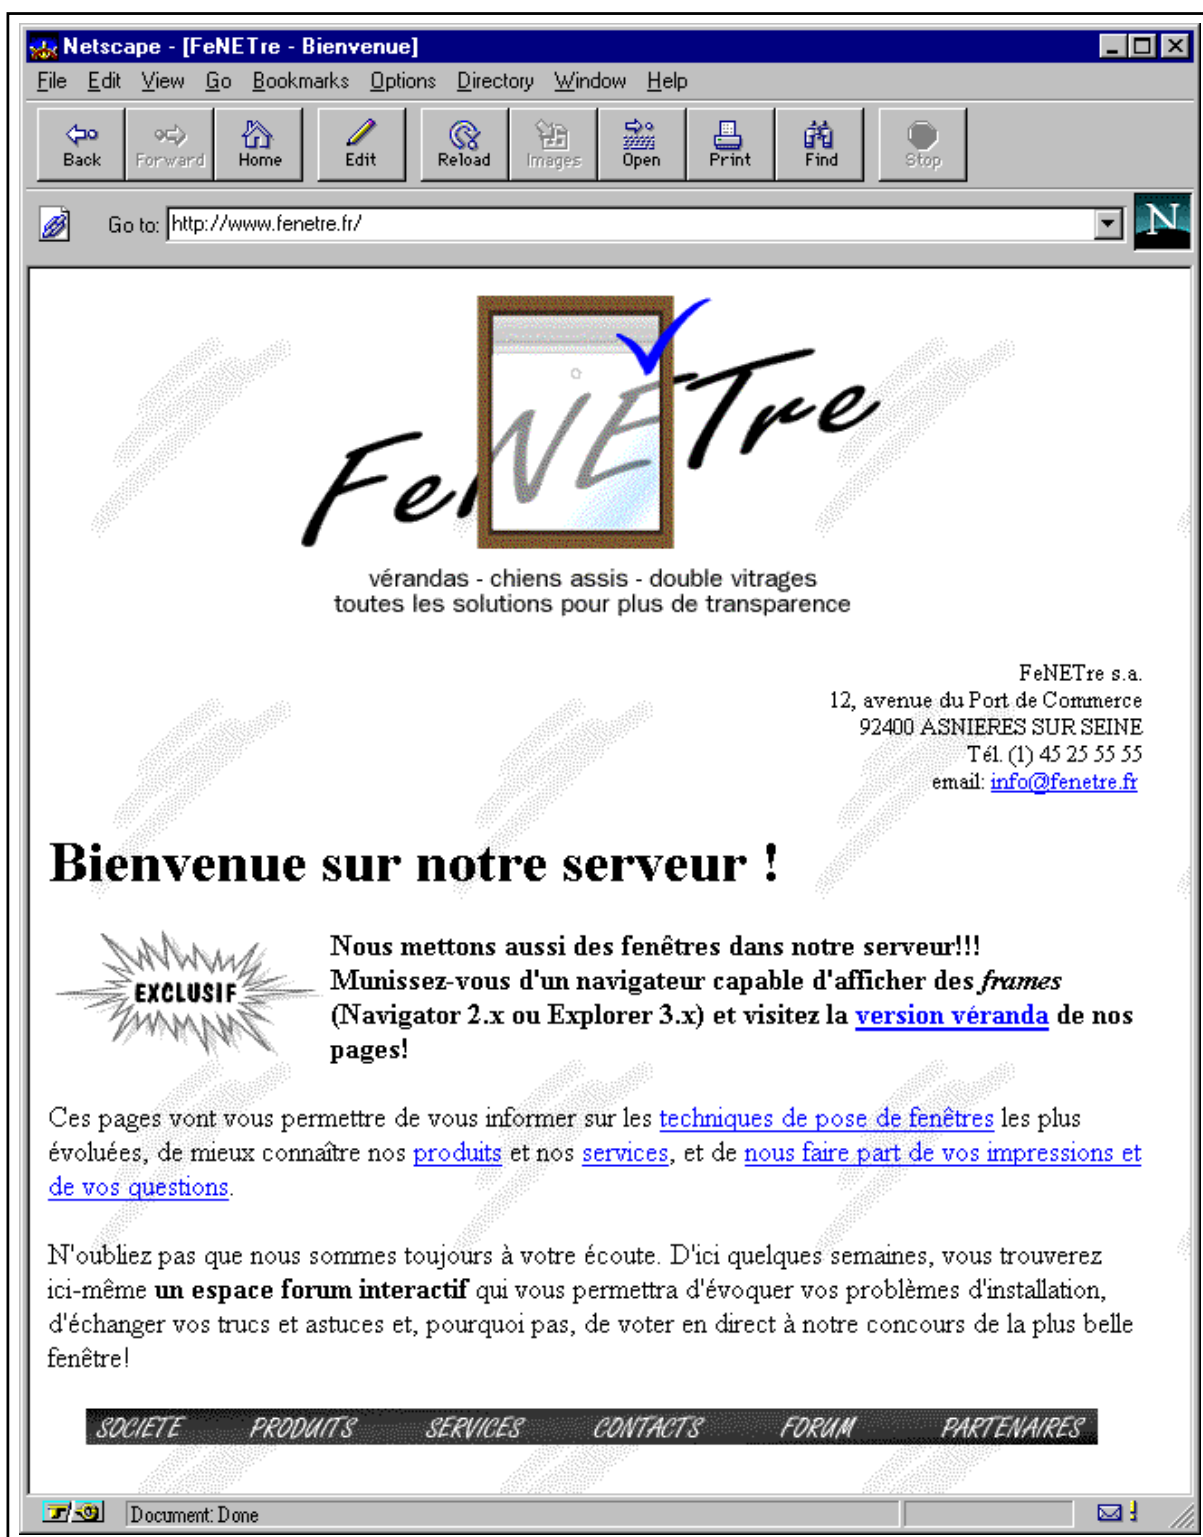 Netscape - [FeNETre - Bienvenue]
File Edit View Go Bookmarks Options Directory Window Help
Back Forward Home Edit Reload Images Open Print Find Stop
Go to: http://www.fenetre.fr/
N
FeNETre
vérandas - chiens assis - double vitrages
toutes les solutions pour plus de transparence
FeNETre s.a.
12, avenue du Port de Commerce
92400 ASNIERES SUR SEINE
Tél. (1) 45 25 55 55
email: info@fenetre.fr
Bienvenue sur notre serveur !
EXCLUSIF
Nous mettons aussi des fenêtres dans notre serveur!!!
Munissez-vous d'un navigateur capable d'afficher des frames
(Navigator 2.x ou Explorer 3.x) et visitez la version véranda de nos
pages!
Ces pages vont vous permettre de vous informer sur les techniques de pose de fenêtres les plus
évoluées, de mieux connaître nos produits et nos services, et de nous faire part de vos impressions et
de vos questions.
N'oubliez pas que nous sommes toujours à votre écoute. D'ici quelques semaines, vous trouverez
ici-même un espace forum interactif qui vous permettra d'évoquer vos problèmes d'installation,
d'échanger vos trucs et astuces et, pourquoi pas, de voter en direct à notre concours de la plus belle
fenêtre!
SOCIETE PRODUITS SERVICES CONTACTS FORUM PARTENAIRES
Document: Done